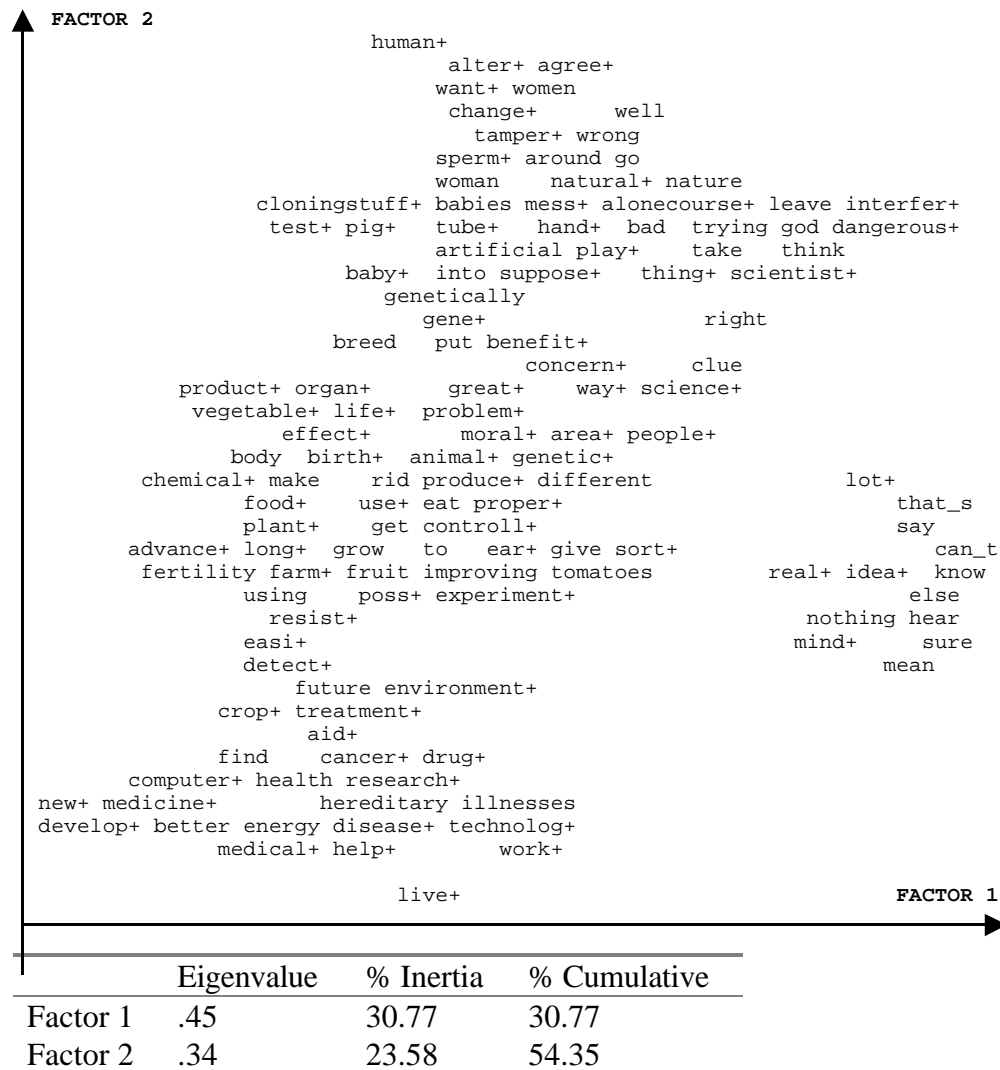 FACTOR 2
human+
alter+ agree+
want+ women
change+ well
tamper+ wrong
sperm+ around go
woman natural+ nature
cloningstuff+ babies mess+ alonecourse+ leave interfer+
test+ pig+ tube+ hand+ bad trying god dangerous+
artificial play+ take think
baby+ into suppose+ thing+ scientist+
genetically
gene+ right
breed put benefit+
concern+ clue
product+ organ+ great+ way+ science+
vegetable+ life+ problem+
effect+ moral+ area+ people+
body birth+ animal+ genetic+
chemical+ make rid produce+ different lot+
food+ use+ eat proper+ that_s
plant+ get controll+ say
advance+ long+ grow to ear+ give sort+ can_t
fertility farm+ fruit improving tomatoes real+ idea+ know
using poss+ experiment+ else
resist+ nothing hear
easi+ mind+ sure
detect+ mean
future environment+
crop+ treatment+
aid+
find cancer+ drug+
computer+ health research+
new+ medicine+ hereditary illnesses
develop+ better energy disease+ technolog+
medical+ help+ work+
live+ FACTOR 1
Eigenvalue % Inertia % Cumulative
Factor 1 .45 30.77 30.77
Factor 2 .34 23.58 54.35